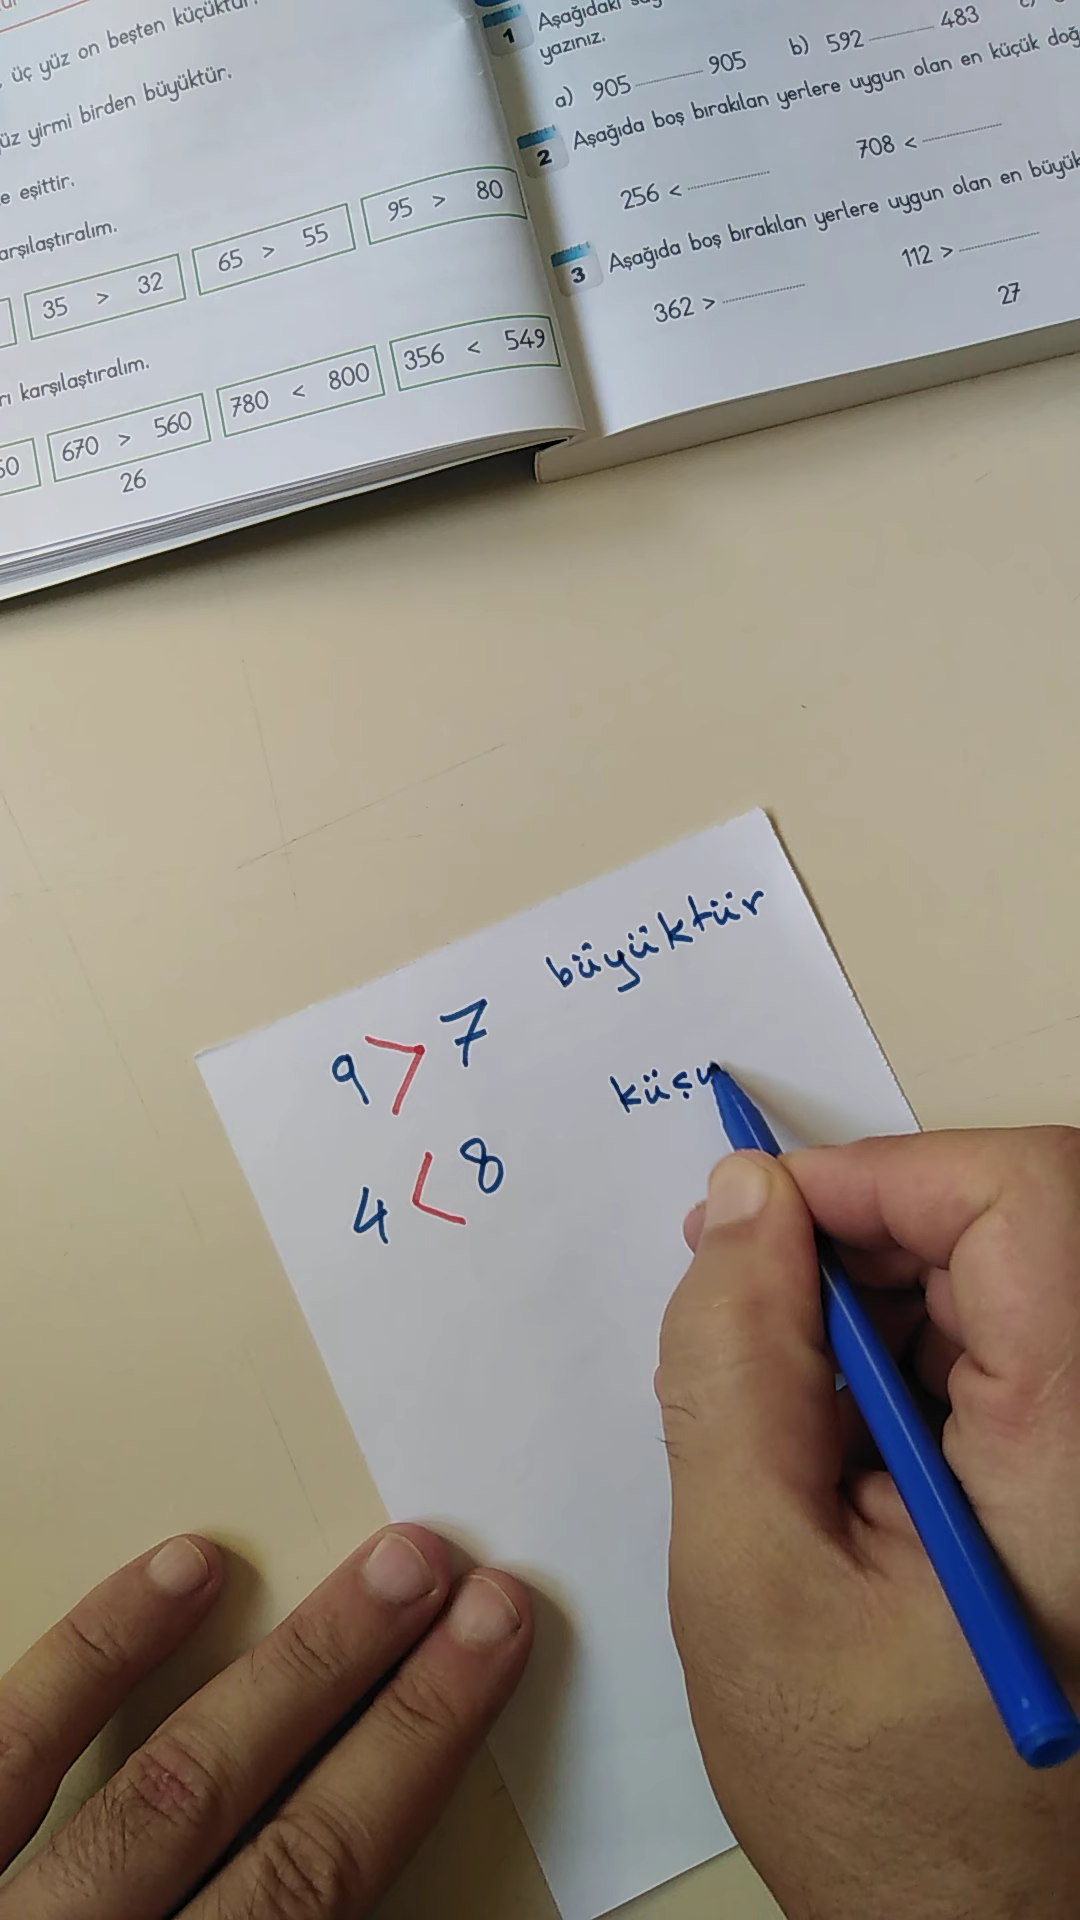 üç yüz on beşten küçüktür.
yüz yirmi birden büyüktür.
eşittir.
karşılaştıralım.
35 > 32
65 > 55
95 > 80
karşılaştıralım.
670 > 560
780 < 800
356 < 549
26
1 Aşağıdaki
yazınız.
a) 905 ........ 905 b) 592 ........ 483
2 Aşağıda boş bırakılan yerlere uygun olan en küçük
256 < ........ 708 < ........
3 Aşağıda boş bırakılan yerlere uygun olan en büyük
362 > ........ 112 > ........
27
9 > 7 büyüktür
4 < 8 küçü